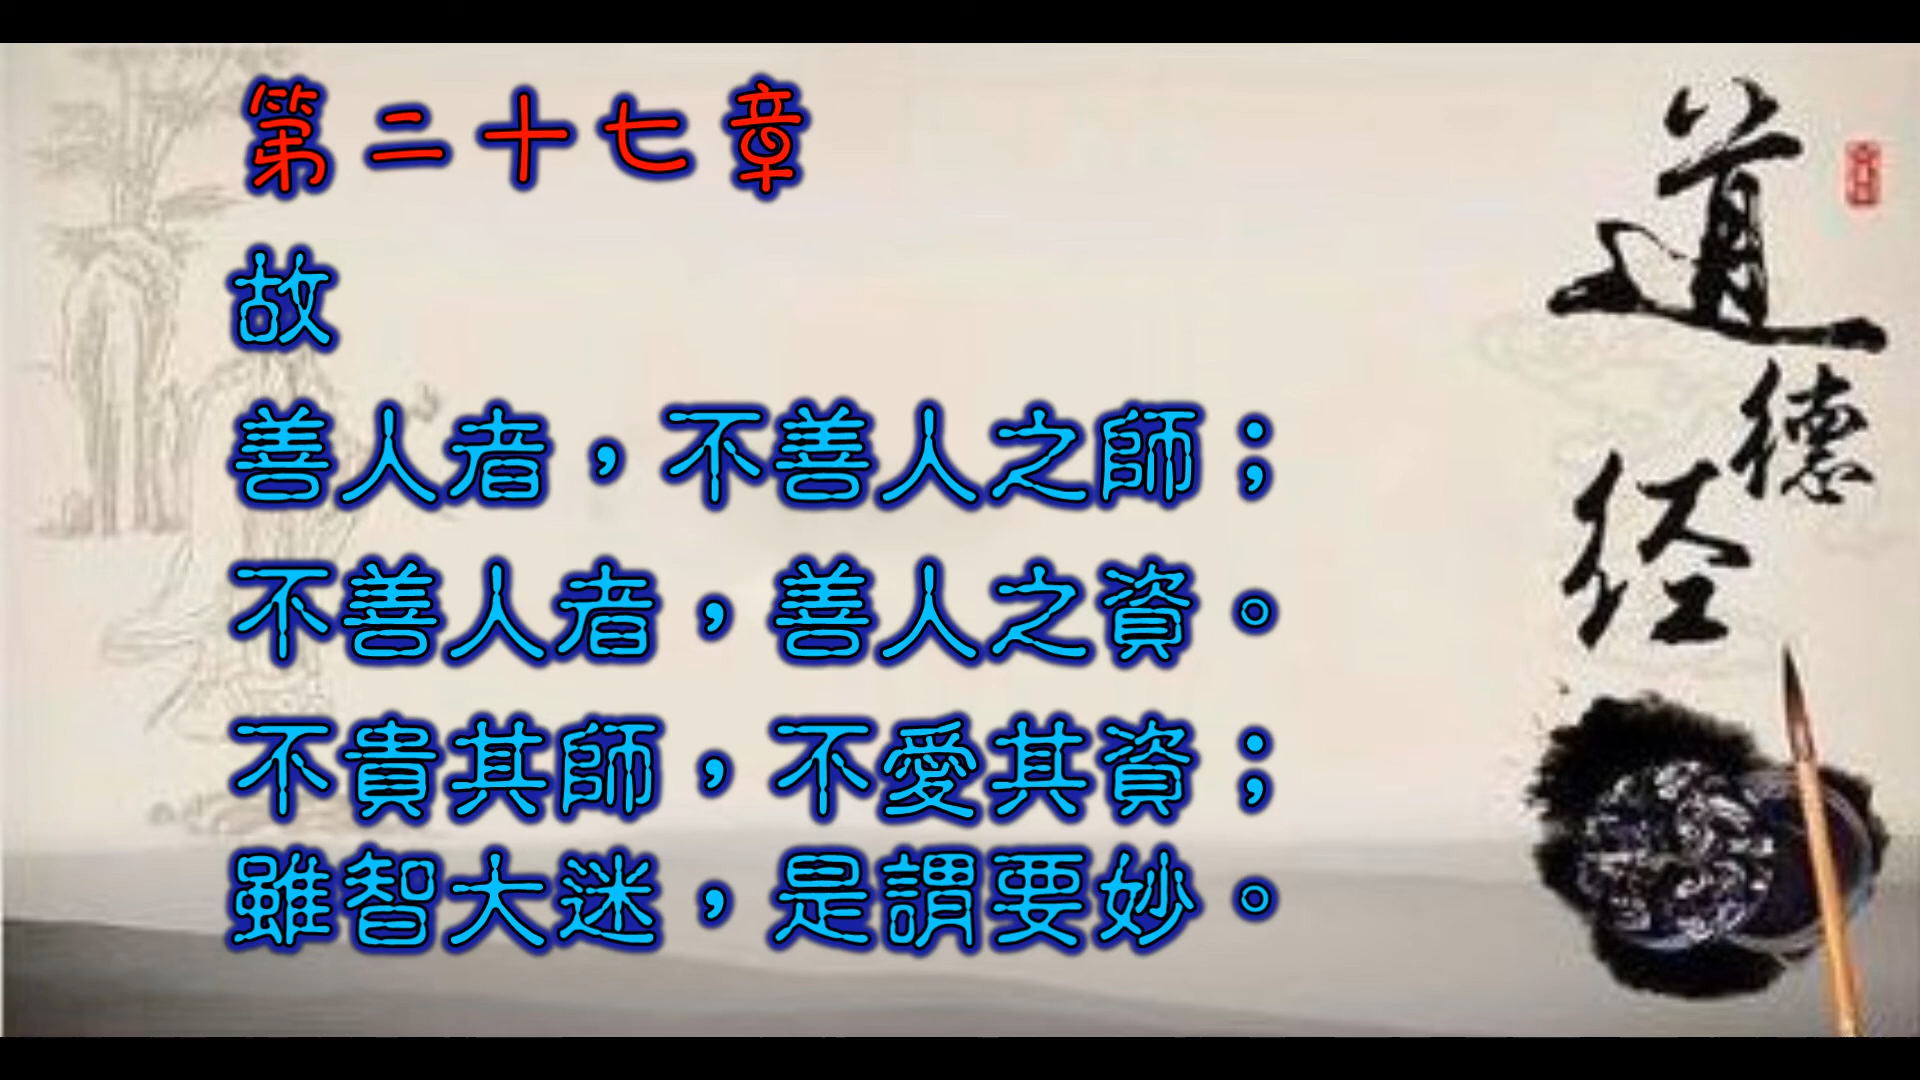 第二十七章
故
善人者，不善人之師；
不善人者，善人之資。
不貴其師，不愛其資；
雖智大迷，是謂要妙。
道德经